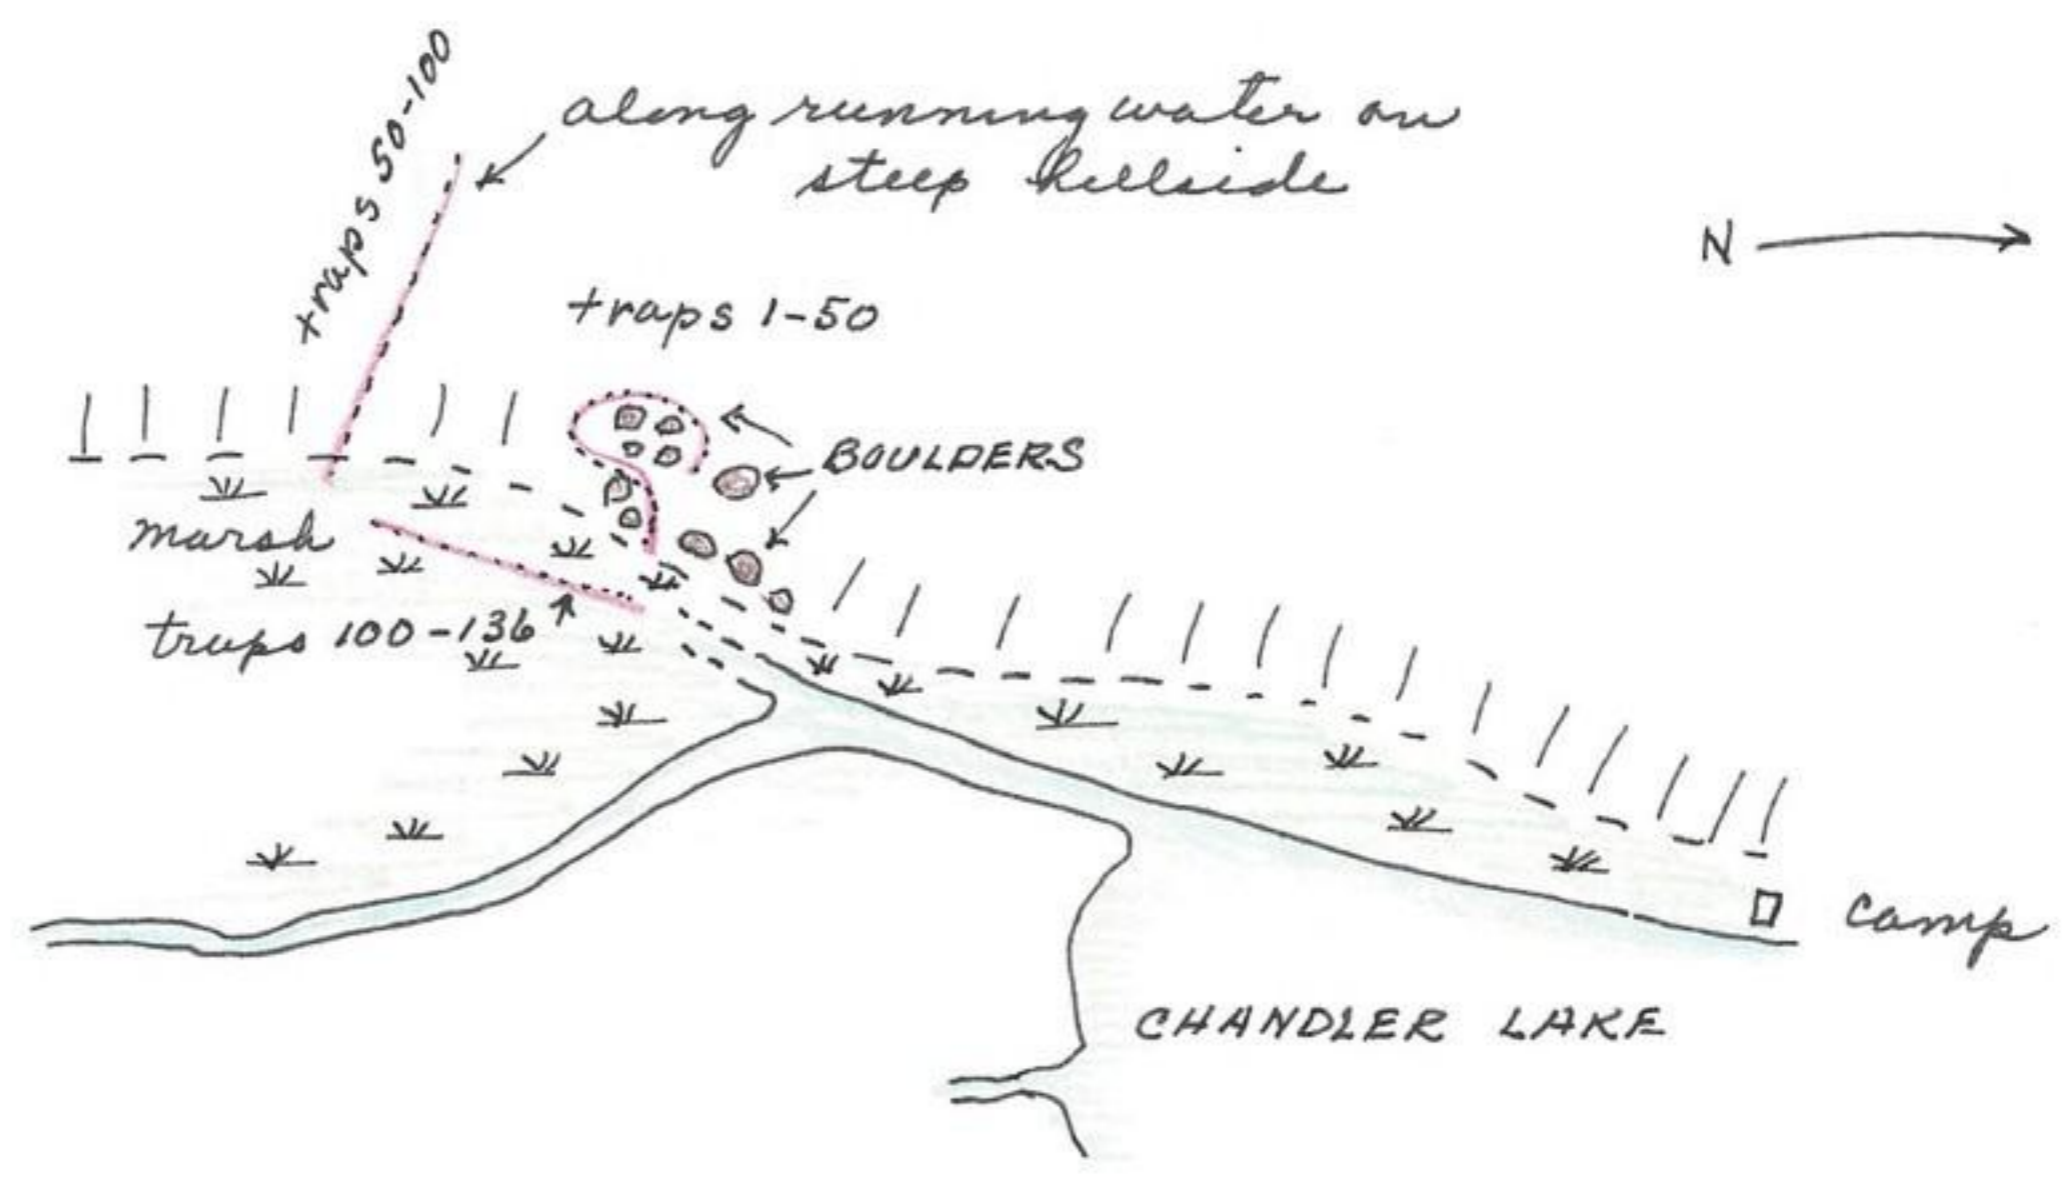 traps 50-100
along running water on
steep hillside
N
traps 1-50
BOULDERS
marsh
traps 100-136
camp
CHANDLER LAKE